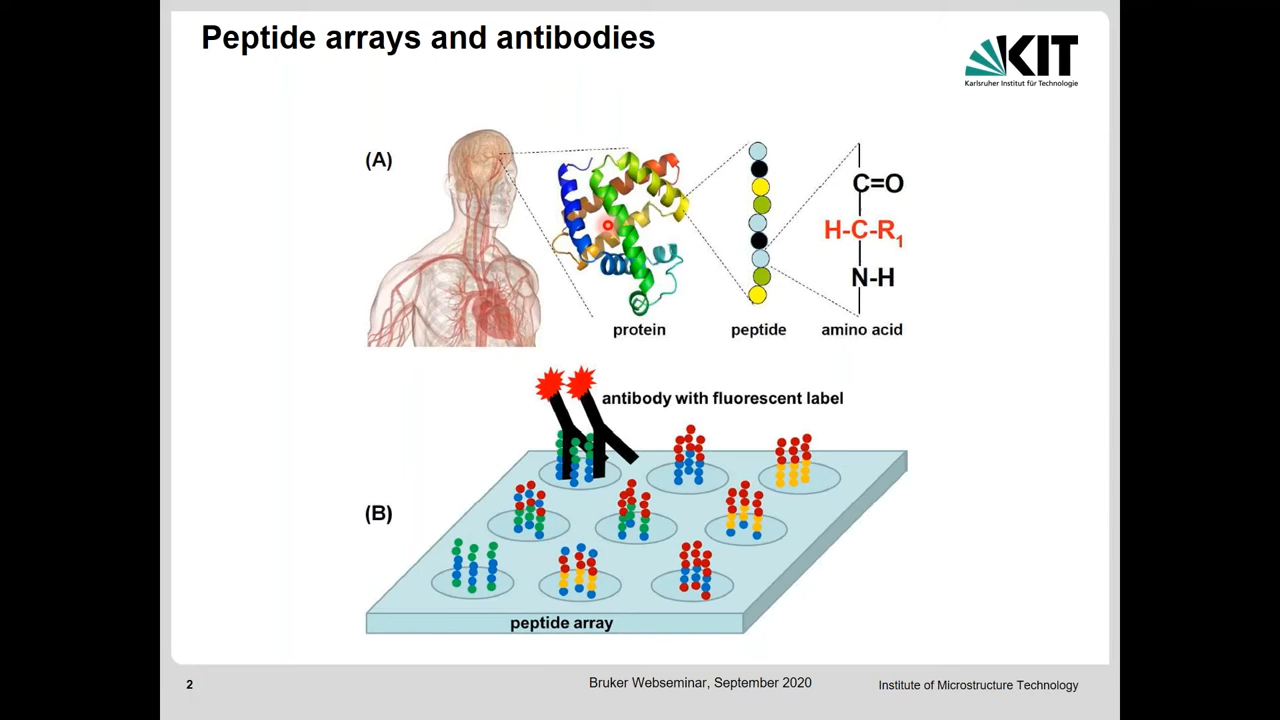 Peptide arrays and antibodies
KIT
Karlsruher Institut für Technologie
(A)
C=O
H-C-R1
N-H
protein
peptide
amino acid
antibody with fluorescent label
(B)
peptide array
2
Bruker Webseminar, September 2020
Institute of Microstructure Technology